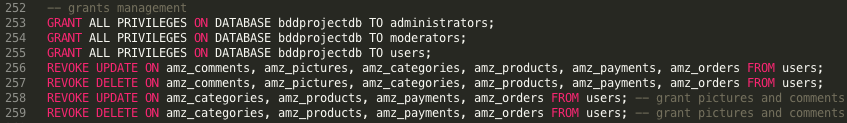 252 -- grants management
253 GRANT ALL PRIVILEGES ON DATABASE bddprojectdb TO administrators;
254 GRANT ALL PRIVILEGES ON DATABASE bddprojectdb TO moderators;
255 GRANT ALL PRIVILEGES ON DATABASE bddprojectdb TO users;
256 REVOKE UPDATE ON amz_comments, amz_pictures, amz_categories, amz_products, amz_payments, amz_orders FROM users;
257 REVOKE DELETE ON amz_comments, amz_pictures, amz_categories, amz_products, amz_payments, amz_orders FROM users;
258 REVOKE UPDATE ON amz_categories, amz_products, amz_payments, amz_orders FROM users; -- grant pictures and comments
259 REVOKE DELETE ON amz_categories, amz_products, amz_payments, amz_orders FROM users; -- grant pictures and comments